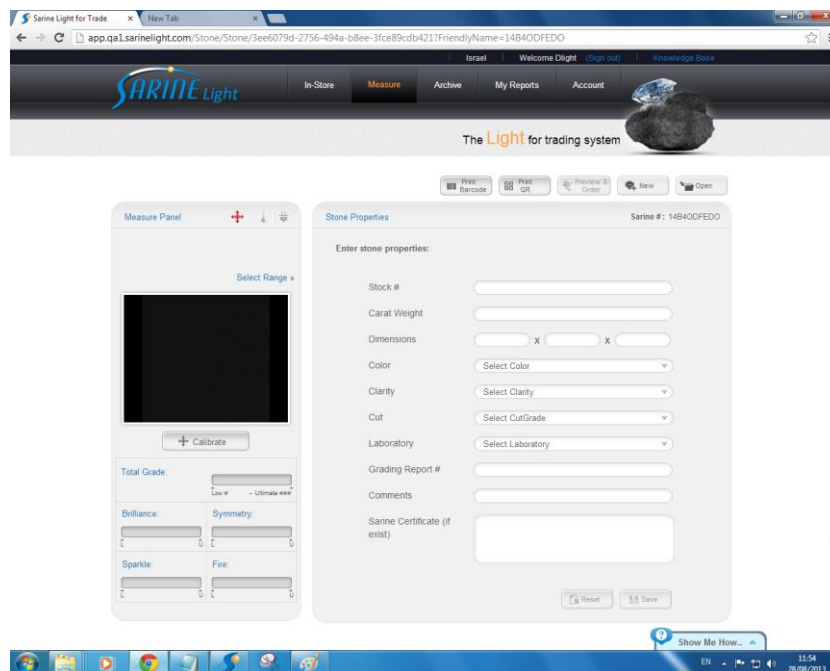 Sarine Light for Trade
New Tab
app.qa1.sarinelight.com/Stone/Stone/3ee6079d-2756-494a-b8ee-3fce89cdb421?FriendlyName=14B4ODFEDO
Israel Welcome Dlight (Sign out) Knowledge Base
SARINE Light
In-Store Measure Archive My Reports Account
The Light for trading system
Print Barcode
Print QR
Preview & Order
New
Open
Measure Panel
Select Range »
Calibrate
Total Grade:
Low # - Ultimate ###
Brilliance: Symmetry:
Sparkle: Fire:
Stone Properties Sarine # : 14B4ODFEDO
Enter stone properties:
Stock #
Carat Weight
Dimensions x x
Color Select Color
Clarity Select Clarity
Cut Select CutGrade
Laboratory Select Laboratory
Grading Report #
Comments
Sarine Certificate (if
exist)
Reset Save
Show Me How..
EN 11:54
28/08/2013